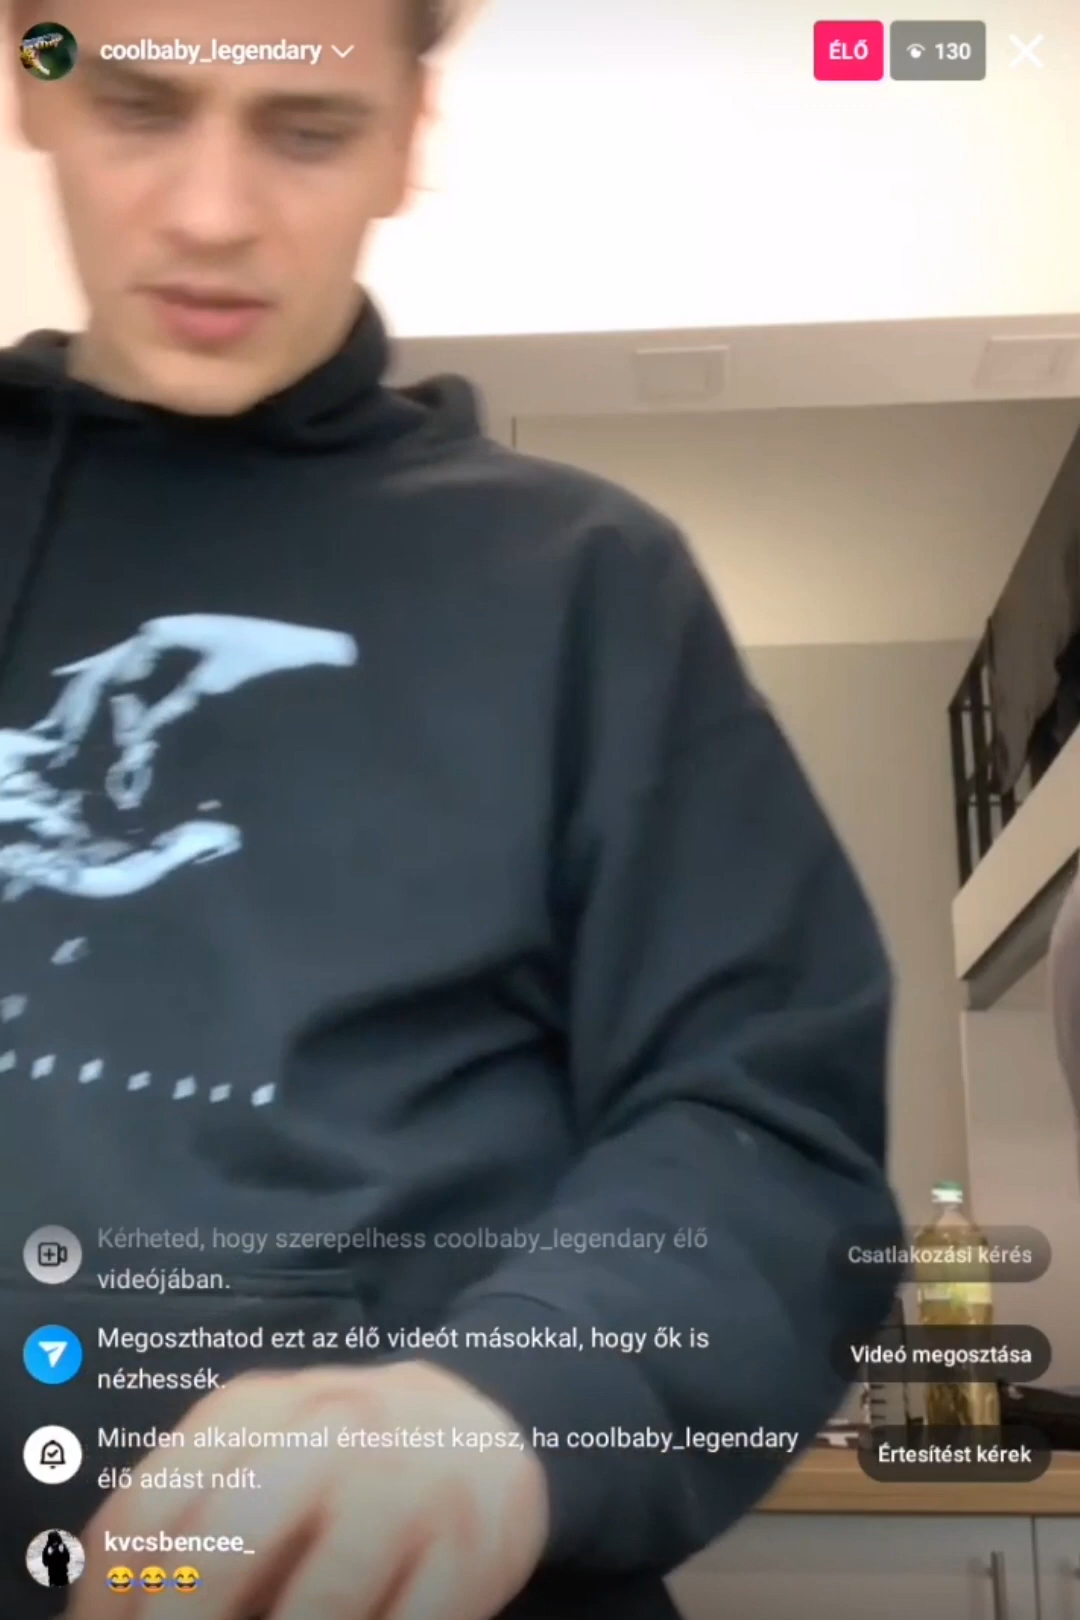 coolbaby_legendary
ÉLŐ
130
Kérheted, hogy szerepelhess coolbaby_legendary élő
videójában.
Csatlakozási kérés
Megoszthatod ezt az élő videót másokkal, hogy ők is
nézhessék.
Videó megosztása
Minden alkalommal értesítést kapsz, ha coolbaby_legendary
élő adást ndít.
Értesítést kérek
kvcsbencee_
😂😂😂